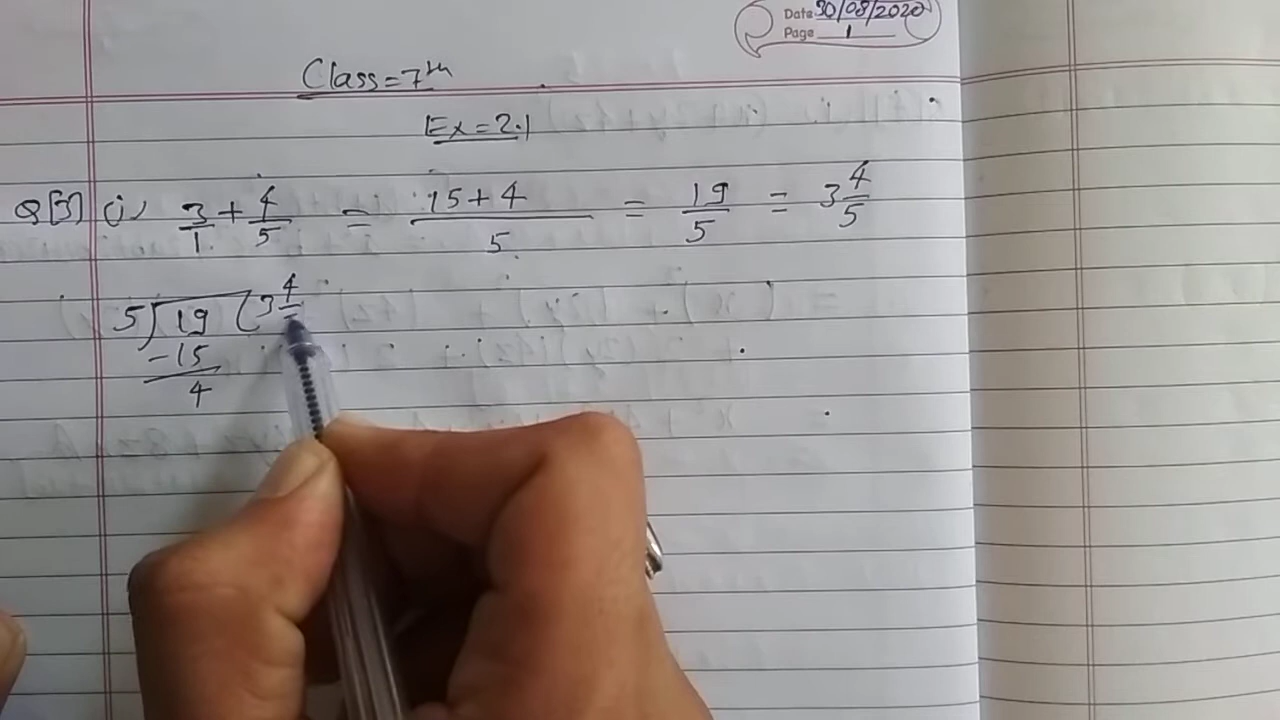 Date 30/08/2020
Page 1
Class=7th
Ex=2.1
Q[3] (i) 3/1 + 4/5 = 15+4/5 = 19/5 = 3 4/5
5) 19 (3 4/
-15
4